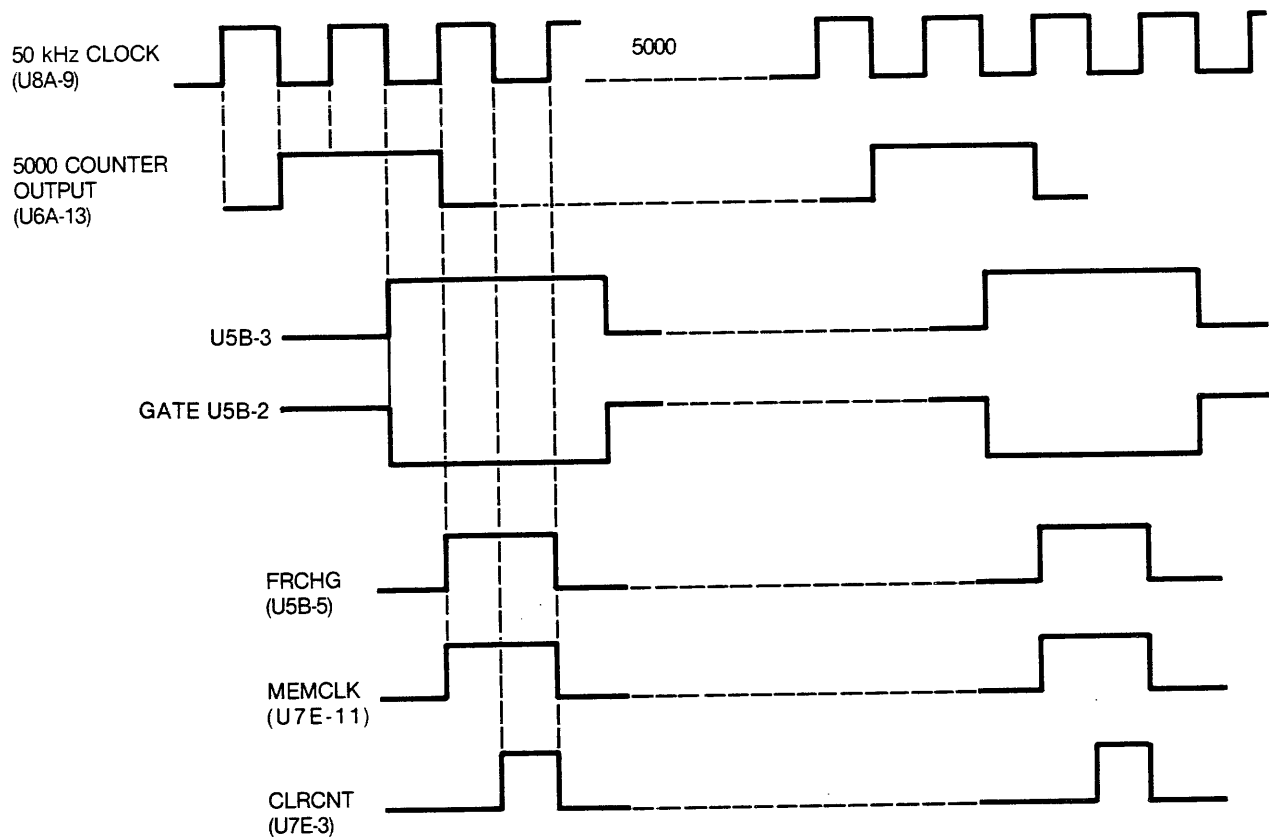 50 kHz CLOCK
(U8A-9)
5000
5000 COUNTER
OUTPUT
(U6A-13)
U5B-3
GATE U5B-2
FRCHG
(U5B-5)
MEMCLK
(U7E-11)
CLRCNT
(U7E-3)